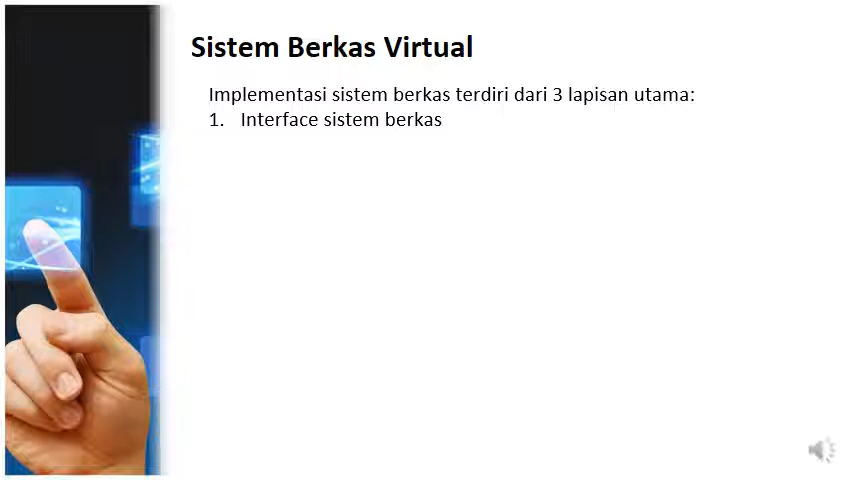 Sistem Berkas Virtual
Implementasi sistem berkas terdiri dari 3 lapisan utama:
1. Interface sistem berkas